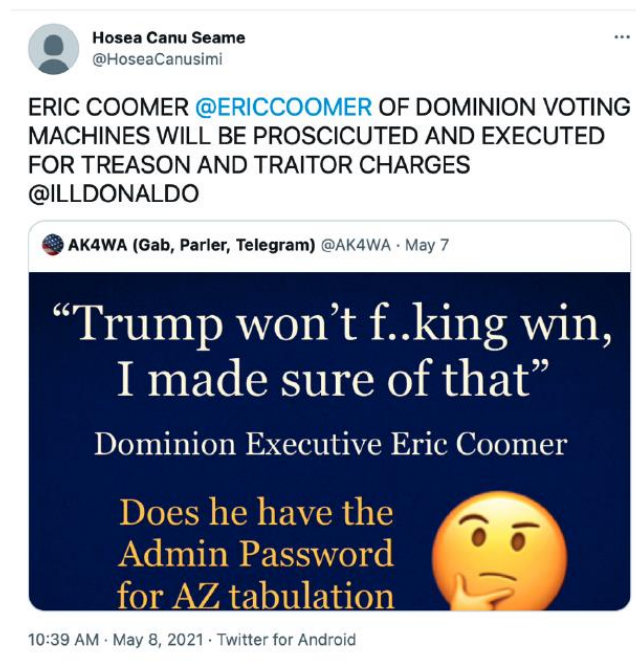 Hosea Canu Seame
@HoseaCanusimi
ERIC COOMER @ERICCOOMER OF DOMINION VOTING
MACHINES WILL BE PROSCICUTED AND EXECUTED
FOR TREASON AND TRAITOR CHARGES
@ILLDONALDO
AK4WA (Gab, Parler, Telegram) @AK4WA · May 7
“Trump won’t f..king win,
I made sure of that”
Dominion Executive Eric Coomer
Does he have the
Admin Password
for AZ tabulation
10:39 AM · May 8, 2021 · Twitter for Android